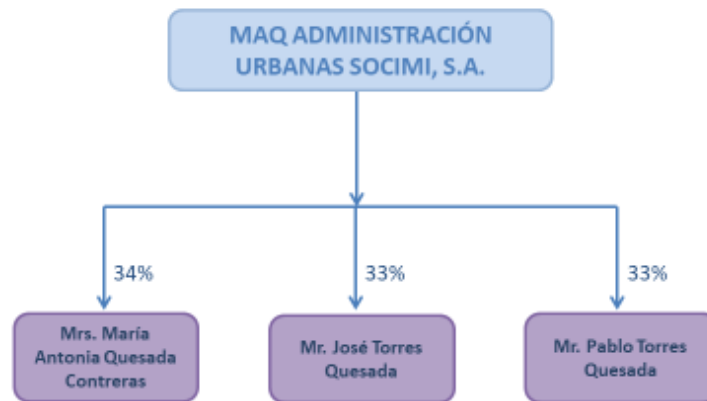 MAQ ADMINISTRACIÓN
URBANAS SOCIMI, S.A.
34%
33%
33%
Mrs. María
Antonia Quesada
Contreras
Mr. José Torres
Quesada
Mr. Pablo Torres
Quesada